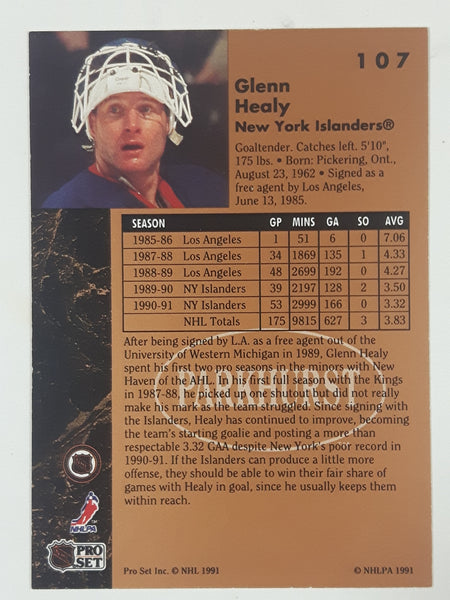 107
Glenn
Healy
New York Islanders®
Goaltender. Catches left. 5'10",
175 lbs. • Born: Pickering, Ont.,
August 23, 1962 • Signed as a
free agent by Los Angeles,
June 13, 1985.
SEASON GP MINS GA SO AVG
1985-86 Los Angeles 1 51 6 0 7.06
1987-88 Los Angeles 34 1869 135 1 4.33
1988-89 Los Angeles 48 2699 192 0 4.27
1989-90 NY Islanders 39 2197 128 2 3.50
1990-91 NY Islanders 53 2999 166 0 3.32
NHL Totals 175 9815 627 3 3.83
After being signed by L.A. as a free agent out of the
University of Western Michigan in 1989, Glenn Healy
spent his first two pro seasons in the minors with New
Haven of the AHL. In his first full season with the Kings
in 1987-88, he picked up one shutout but did not really
make his mark as the team struggled. Since signing with
the Islanders, Healy has continued to improve, becoming
the team's starting goalie and posting a more than
respectable 3.32 GAA despite New York's poor record in
1990-91. If the Islanders can produce a little more
offense, they should be able to win their fair share of
games with Healy in goal, since he usually keeps them
within reach.
PARKHURST
NHLPA
PRO
SET
Pro Set Inc. © NHL 1991
© NHLPA 1991